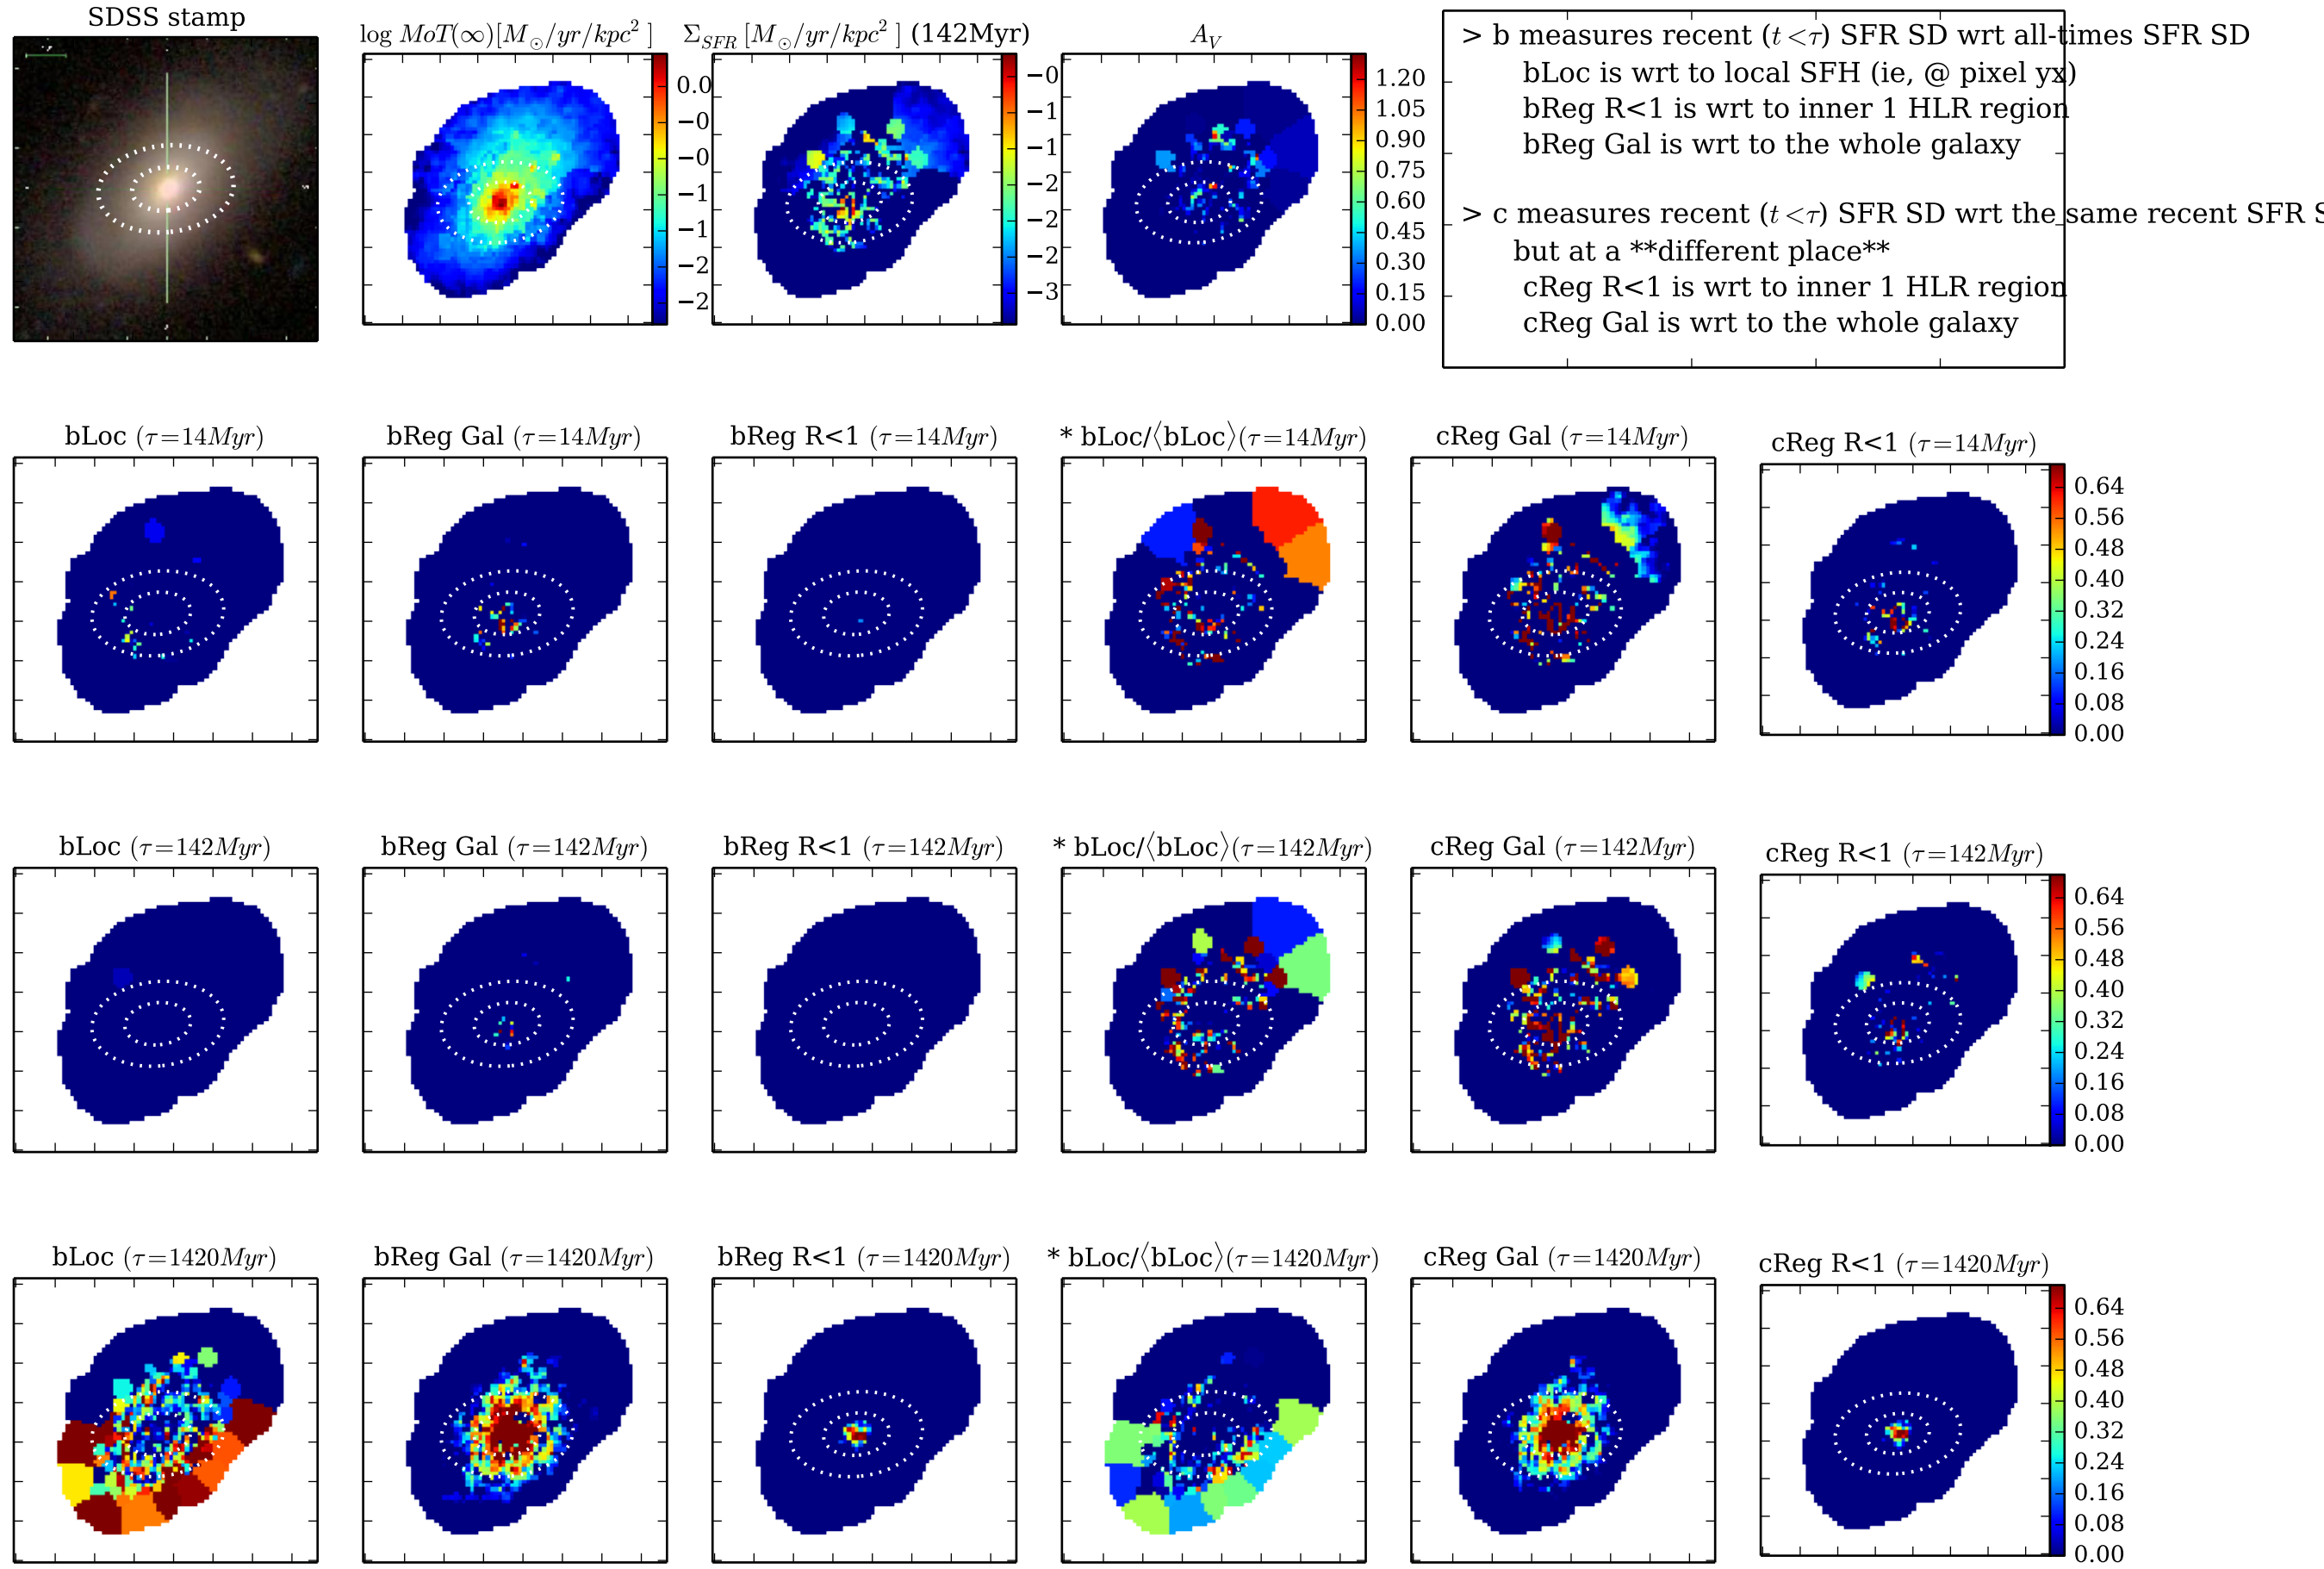 SDSS stamp
log MoT(∞)[M⊙/yr/kpc² ]
Σ_SFR [M⊙/yr/kpc² ] (142Myr)
A_V
0.0
−0
−0
−1
−1
−2
−2
−0
−1
−1
−2
−2
−2
−3
1.20
1.05
0.90
0.75
0.60
0.45
0.30
0.15
0.00
> b measures recent (t<τ) SFR SD wrt all-times SFR SD
bLoc is wrt to local SFH (ie, @ pixel yx)
bReg R<1 is wrt to inner 1 HLR region
bReg Gal is wrt to the whole galaxy
> c measures recent (t<τ) SFR SD wrt the same recent SFR S
but at a **different place**
cReg R<1 is wrt to inner 1 HLR region
cReg Gal is wrt to the whole galaxy
bLoc (τ=14Myr)
bReg Gal (τ=14Myr)
bReg R<1 (τ=14Myr)
* bLoc/⟨bLoc⟩(τ=14Myr)
cReg Gal (τ=14Myr)
cReg R<1 (τ=14Myr)
0.64
0.56
0.48
0.40
0.32
0.24
0.16
0.08
0.00
bLoc (τ=142Myr)
bReg Gal (τ=142Myr)
bReg R<1 (τ=142Myr)
* bLoc/⟨bLoc⟩(τ=142Myr)
cReg Gal (τ=142Myr)
cReg R<1 (τ=142Myr)
0.64
0.56
0.48
0.40
0.32
0.24
0.16
0.08
0.00
bLoc (τ=1420Myr)
bReg Gal (τ=1420Myr)
bReg R<1 (τ=1420Myr)
* bLoc/⟨bLoc⟩(τ=1420Myr)
cReg Gal (τ=1420Myr)
cReg R<1 (τ=1420Myr)
0.64
0.56
0.48
0.40
0.32
0.24
0.16
0.08
0.00